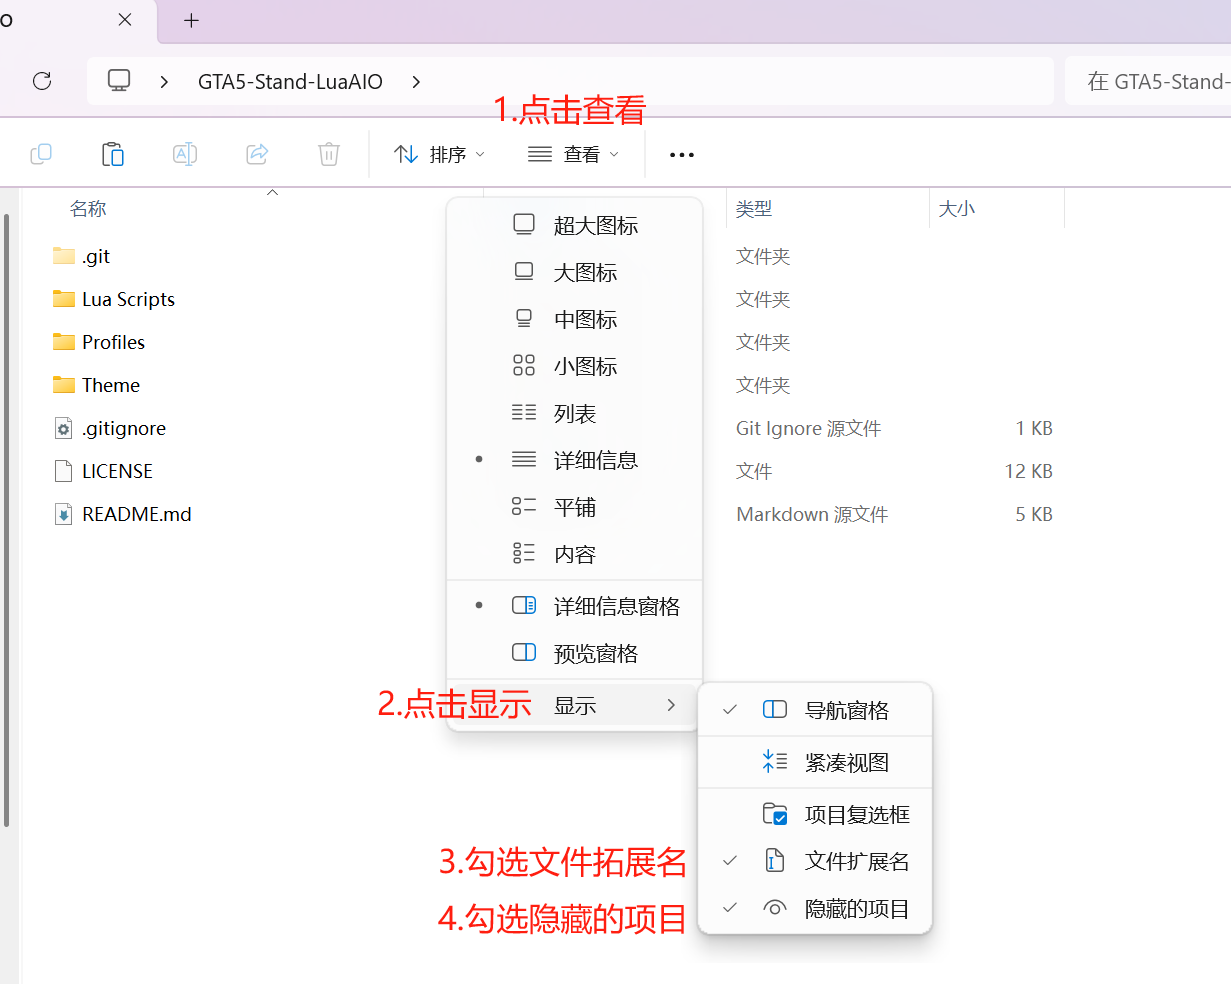 GTA5-Stand-LuaAIO
在 GTA5-Stand-
1.点击查看
排序
查看
名称
类型
大小
.git
文件夹
Lua Scripts
文件夹
Profiles
文件夹
Theme
文件夹
.gitignore
Git Ignore 源文件
1 KB
LICENSE
文件
12 KB
README.md
Markdown 源文件
5 KB
超大图标
大图标
中图标
小图标
列表
详细信息
平铺
内容
详细信息窗格
预览窗格
2.点击显示
显示
导航窗格
紧凑视图
项目复选框
3.勾选文件拓展名
文件扩展名
4.勾选隐藏的项目
隐藏的项目